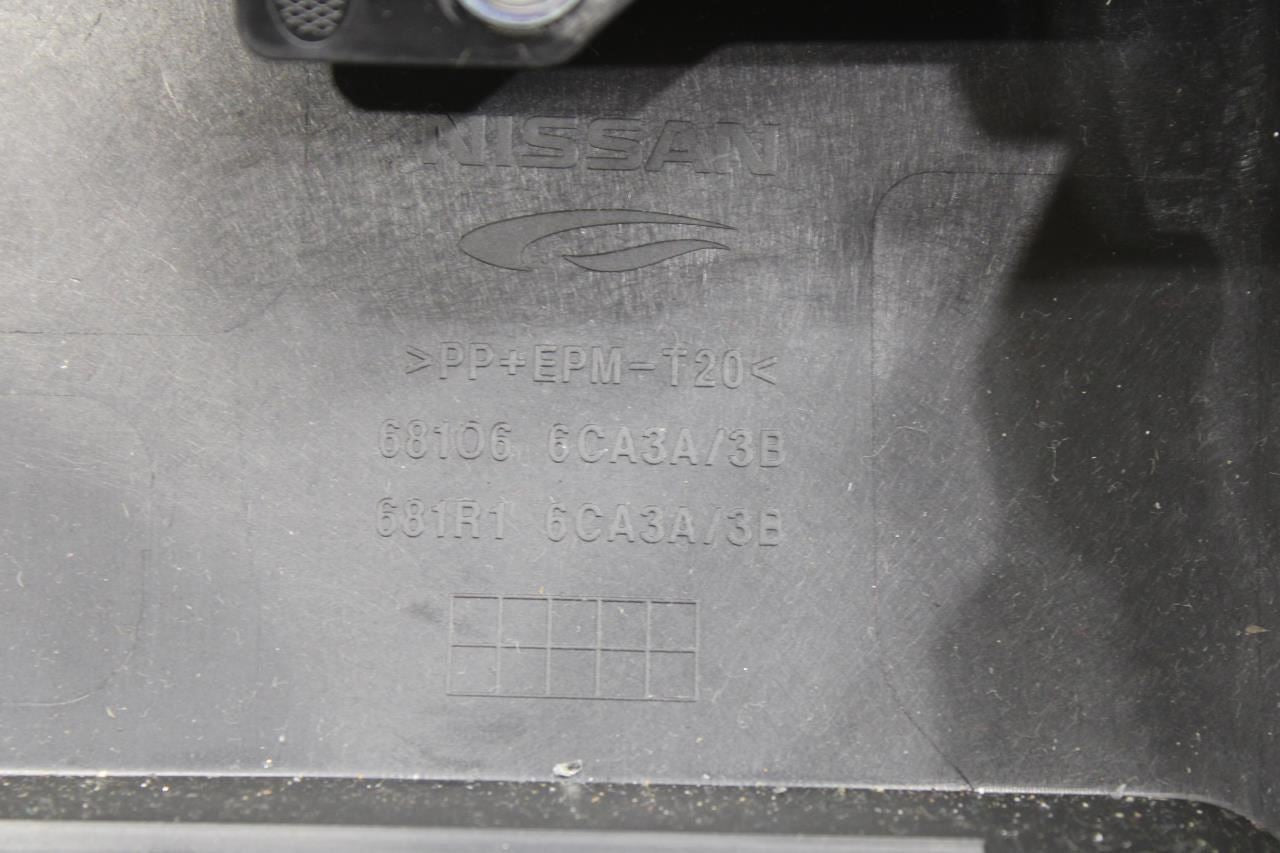 NISSAN
>PP+EPM-T20<
68106 6CA3A/3B
681R1 6CA3A/3B